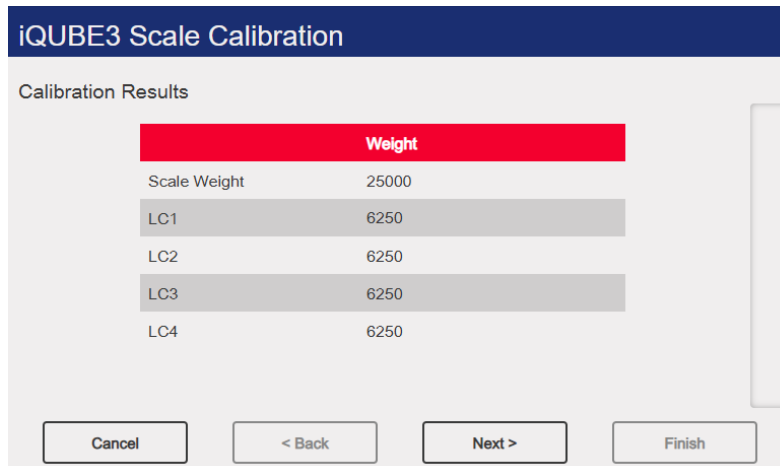 iQUBE3 Scale Calibration
Calibration Results
Weight
Scale Weight 25000
LC1 6250
LC2 6250
LC3 6250
LC4 6250
Cancel < Back Next > Finish